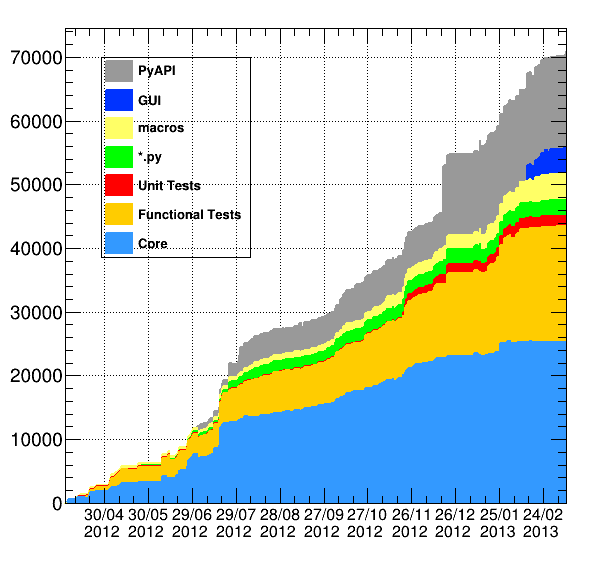 70000
60000
50000
40000
30000
20000
10000
0
PyAPI
GUI
macros
*.py
Unit Tests
Functional Tests
Core
30/04 30/05 29/06 29/07 28/08 27/09 27/10 26/11 26/12 25/01 24/02
2012 2012 2012 2012 2012 2012 2012 2012 2012 2013 2013